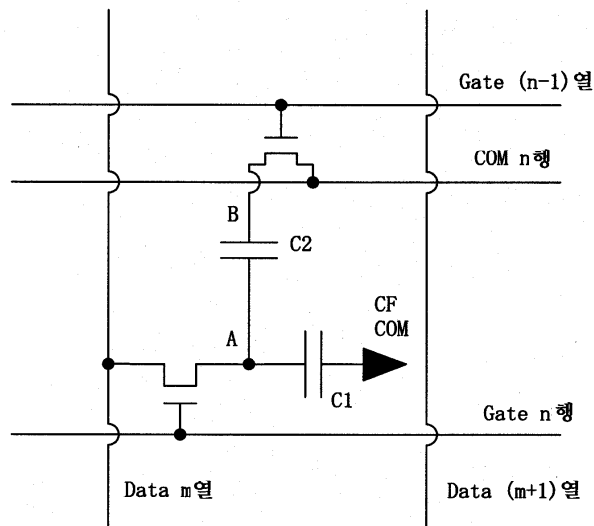 Gate (n-1)열
COM n행
B
C2
CF
COM
A
C1
Gate n행
Data m열
Data (m+1)열